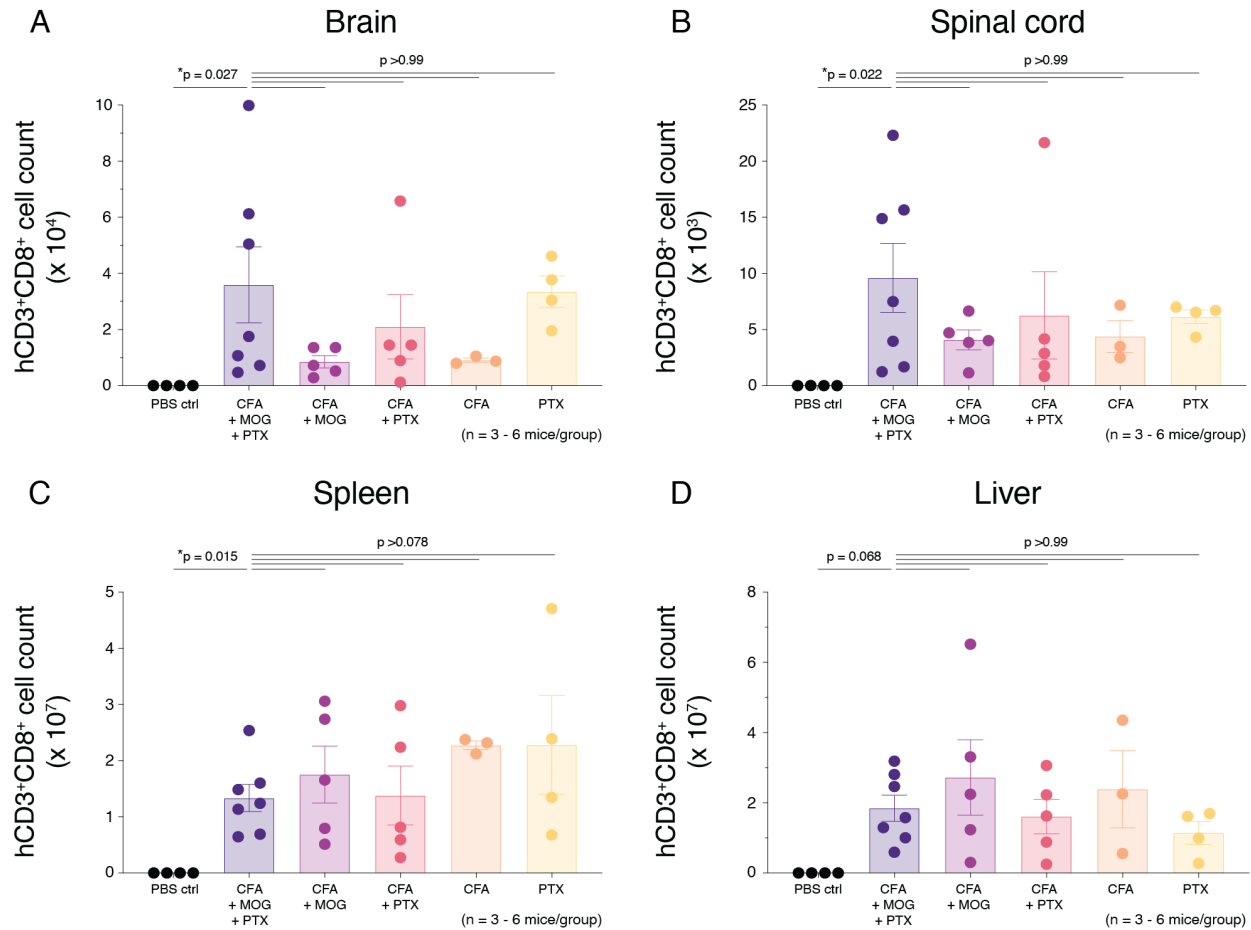 A
Brain
*p = 0.027
p >0.99
hCD3⁺CD8⁺ cell count
(x 10⁴)
10
8
6
4
2
0
PBS ctrl
CFA
+ MOG
+ PTX
CFA
+ MOG
CFA
+ PTX
CFA
PTX
(n = 3 - 6 mice/group)
B
Spinal cord
*p = 0.022
p >0.99
hCD3⁺CD8⁺ cell count
(x 10³)
25
20
15
10
5
0
PBS ctrl
CFA
+ MOG
+ PTX
CFA
+ MOG
CFA
+ PTX
CFA
PTX
(n = 3 - 6 mice/group)
C
Spleen
*p = 0.015
p >0.078
hCD3⁺CD8⁺ cell count
(x 10⁷)
5
4
3
2
1
0
PBS ctrl
CFA
+ MOG
+ PTX
CFA
+ MOG
CFA
+ PTX
CFA
PTX
(n = 3 - 6 mice/group)
D
Liver
p = 0.068
p >0.99
hCD3⁺CD8⁺ cell count
(x 10⁷)
8
6
4
2
0
PBS ctrl
CFA
+ MOG
+ PTX
CFA
+ MOG
CFA
+ PTX
CFA
PTX
(n = 3 - 6 mice/group)